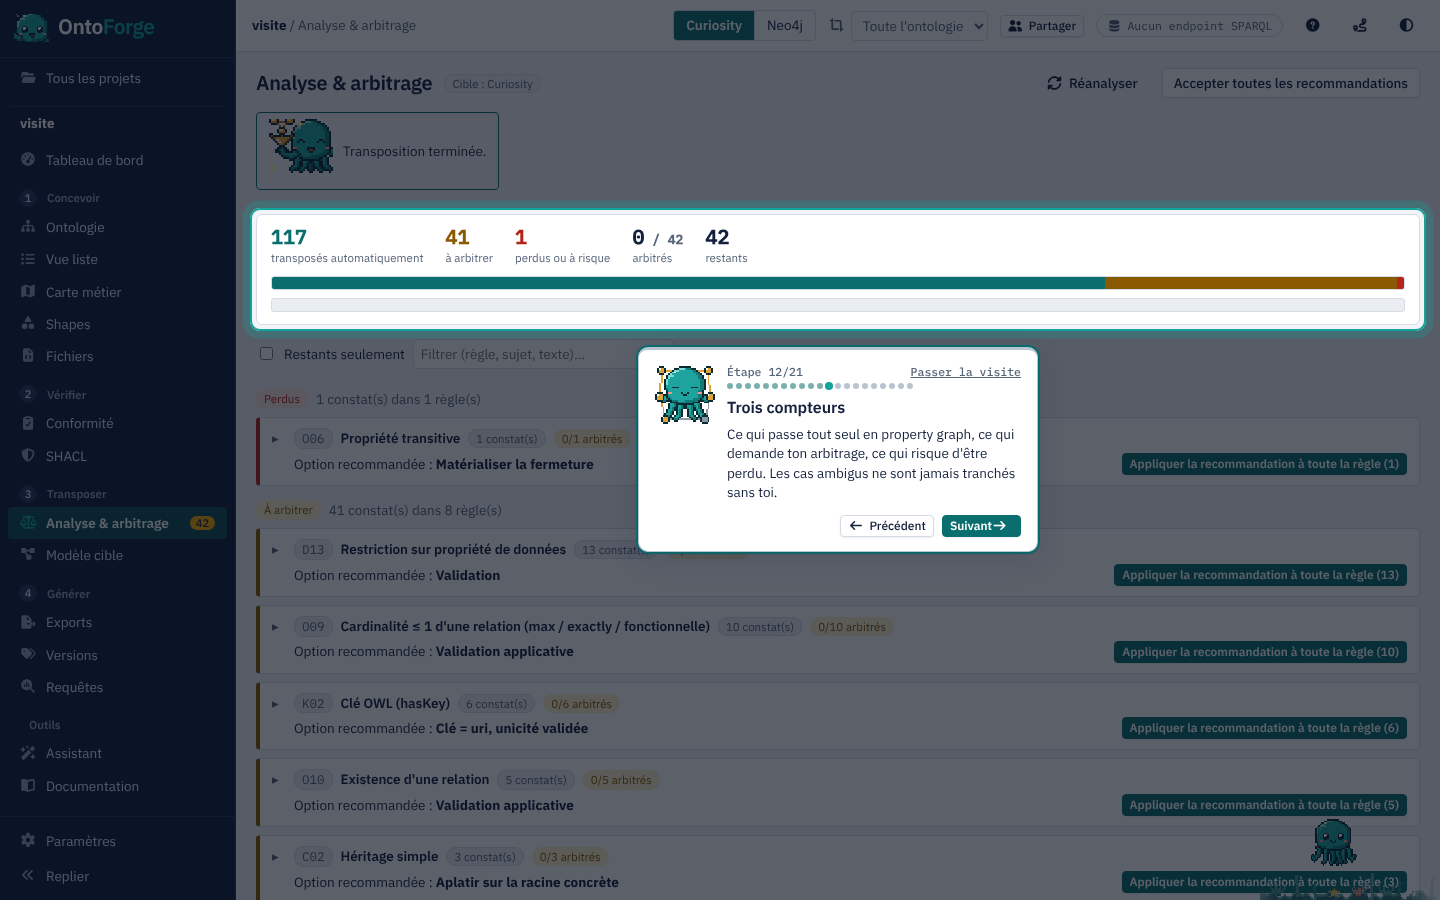 OntoForge
Tous les projets
visite
Tableau de bord
1 Concevoir
Ontologie
Vue liste
Carte métier
Shapes
Fichiers
2 Vérifier
Conformité
SHACL
3 Transposer
Analyse & arbitrage 42
Modèle cible
4 Générer
Exports
Versions
Requêtes
Outils
Assistant
Documentation
Paramètres
Replier
visite / Analyse & arbitrage
Curiosity Neo4j Toute l'ontologie Partager Aucun endpoint SPARQL
Analyse & arbitrage Cible : Curiosity Réanalyser Accepter toutes les recommandations
Transposition terminée.
117 41 1 0 / 42 42
transposés automatiquement à arbitrer perdus ou à risque arbitrés restants
Restants seulement Filtrer (règle, sujet, texte)...
Étape 12/21 Passer la visite
Trois compteurs
Ce qui passe tout seul en property graph, ce qui
demande ton arbitrage, ce qui risque d'être
perdu. Les cas ambigus ne sont jamais tranchés
sans toi.
Précédent Suivant
Perdus 1 constat(s) dans 1 règle(s)
O06 Propriété transitive 1 constat(s) 0/1 arbitrés
Option recommandée : Matérialiser la fermeture Appliquer la recommandation à toute la règle (1)
À arbitrer 41 constat(s) dans 8 règle(s)
D13 Restriction sur propriété de données 13 constat(s)
Option recommandée : Validation Appliquer la recommandation à toute la règle (13)
O09 Cardinalité ≤ 1 d'une relation (max / exactly / fonctionnelle) 10 constat(s) 0/10 arbitrés
Option recommandée : Validation applicative Appliquer la recommandation à toute la règle (10)
K02 Clé OWL (hasKey) 6 constat(s) 0/6 arbitrés
Option recommandée : Clé = uri, unicité validée Appliquer la recommandation à toute la règle (6)
O10 Existence d'une relation 5 constat(s) 0/5 arbitrés
Option recommandée : Validation applicative Appliquer la recommandation à toute la règle (5)
C02 Héritage simple 3 constat(s) 0/3 arbitrés
Option recommandée : Aplatir sur la racine concrète Appliquer la recommandation à toute la règle (3)